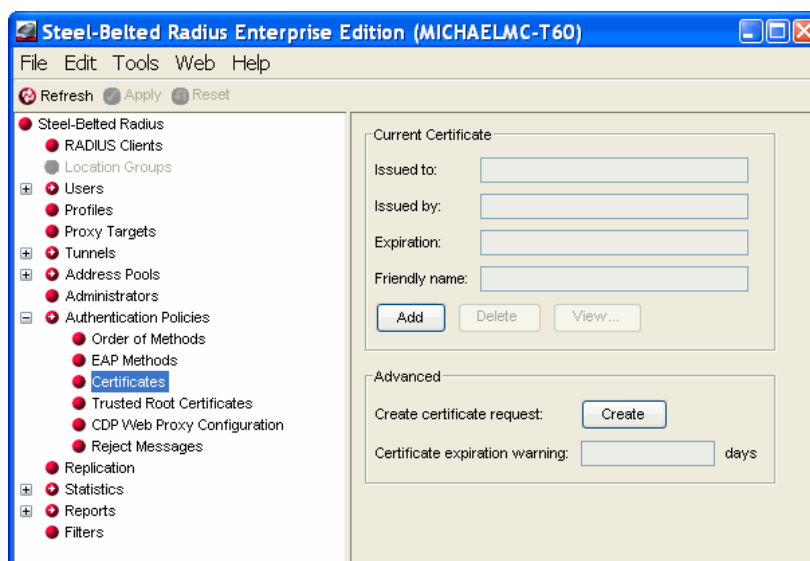 Steel-Belted Radius Enterprise Edition (MICHAELMC-T60)
File Edit Tools Web Help
Refresh Apply Reset
Steel-Belted Radius
RADIUS Clients
Location Groups
Users
Profiles
Proxy Targets
Tunnels
Address Pools
Administrators
Authentication Policies
Order of Methods
EAP Methods
Certificates
Trusted Root Certificates
CDP Web Proxy Configuration
Reject Messages
Replication
Statistics
Reports
Filters
Current Certificate
Issued to:
Issued by:
Expiration:
Friendly name:
Add Delete View...
Advanced
Create certificate request: Create
Certificate expiration warning: days